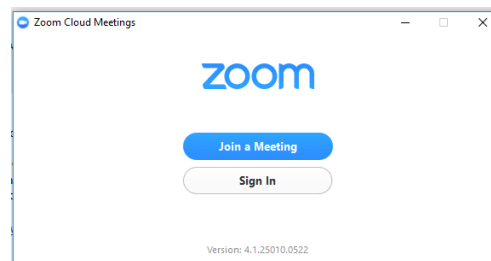 Zoom Cloud Meetings
zoom
Join a Meeting
Sign In
Version: 4.1.25010.0522